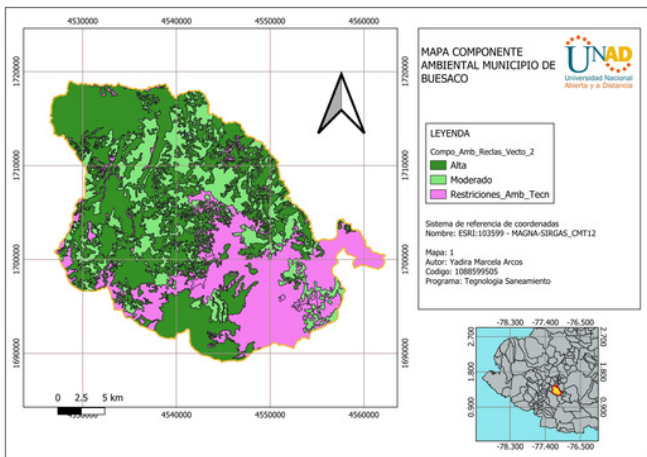 4530000
4540000
4550000
4560000
1720000
1710000
1700000
1690000
1720000
1710000
1700000
1690000
0 2.5 5 km
4530000
4540000
4550000
4560000
MAPA COMPONENTE
AMBIENTAL MUNICIPIO DE
BUESACO
UNAD
Universidad Nacional
Abierta y a Distancia
LEYENDA
Compo_Amb_Reclas_Vecto_2
Alta
Moderado
Restriciones_Amb_Tecn
Sistema de referencia de coordenadas
Nombre: ESRI:103599 - MAGNA-SIRGAS_CMT12
Mapa: 1
Autor: Yadira Marcela Arcos
Codigo: 1088599505
Programa: Tegnologia Saneamiento
-78.300 -77.400 -76.500
2.700
1.800
0.900
2.700
1.800
0.900
-78.300 -77.400 -76.500